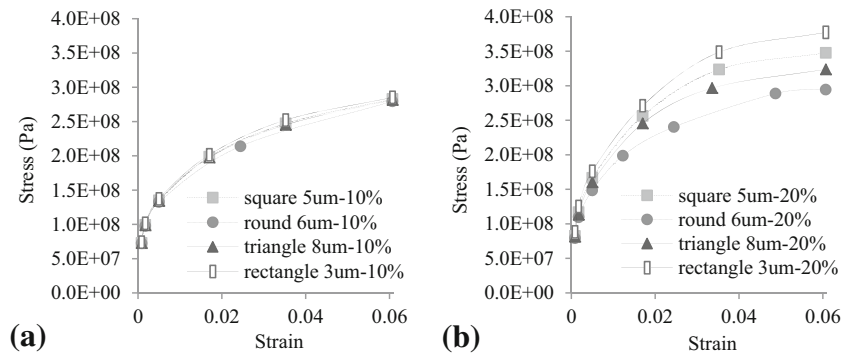 4.0E+08
3.5E+08
3.0E+08
2.5E+08
2.0E+08
1.5E+08
1.0E+08
5.0E+07
0.0E+00
Stress (Pa)
square 5um-10%
round 6um-10%
triangle 8um-10%
rectangle 3um-10%
0
0.02
0.04
0.06
Strain
(a)
4.0E+08
3.5E+08
3.0E+08
2.5E+08
2.0E+08
1.5E+08
1.0E+08
5.0E+07
0.0E+00
Stress (Pa)
square 5um-20%
round 6um-20%
triangle 8um-20%
rectangle 3um-20%
0
0.02
0.04
0.06
Strain
(b)